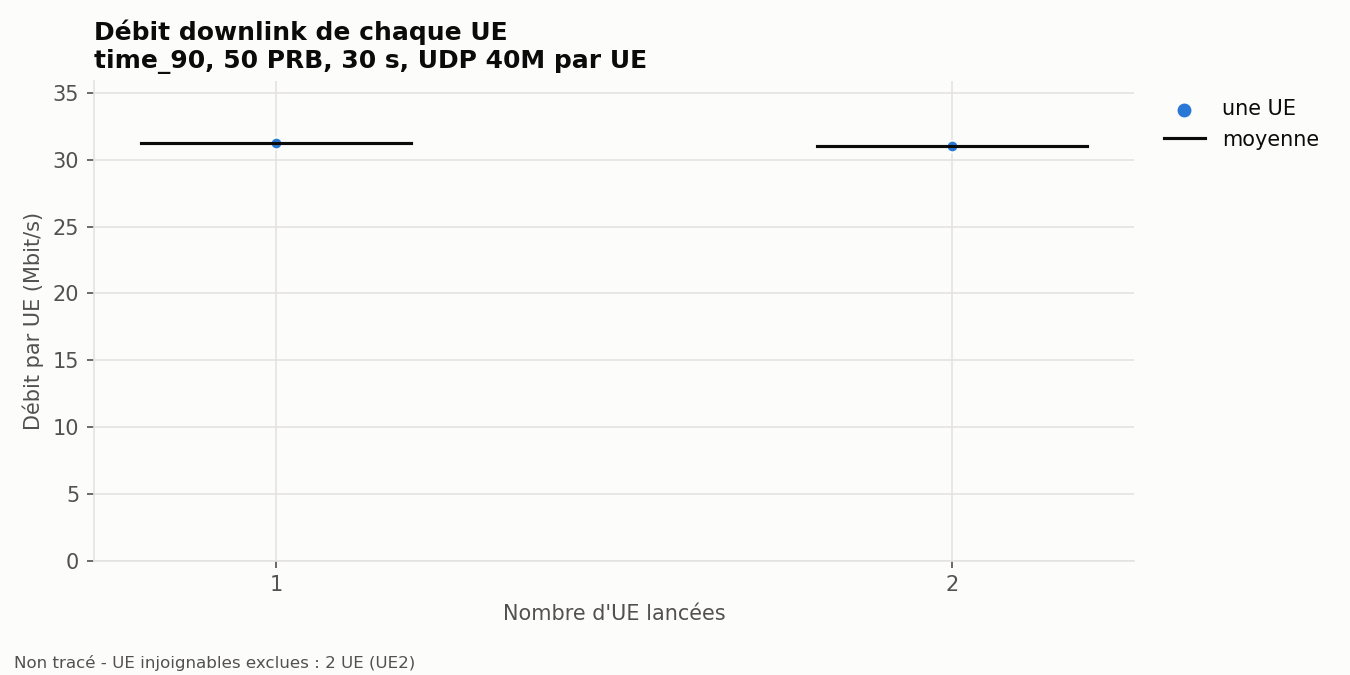 Débit downlink de chaque UE
time_90, 50 PRB, 30 s, UDP 40M par UE
35
30
25
20
15
10
5
0
Débit par UE (Mbit/s)
1
2
Nombre d'UE lancées
une UE
moyenne
Non tracé - UE injoignables exclues : 2 UE (UE2)